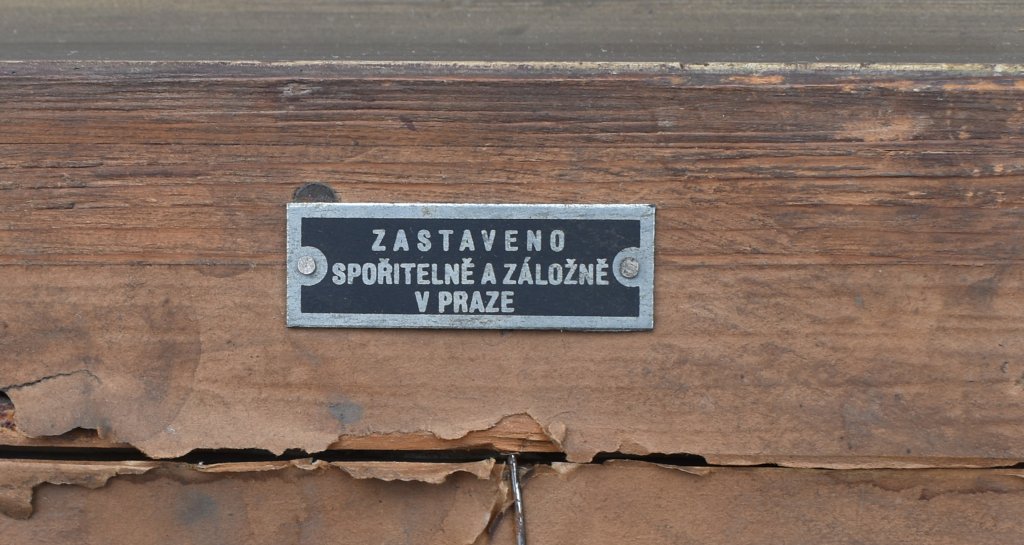 ZASTAVENO
SPOŘITELNĚ A ZÁLOŽNĚ
V PRAZE